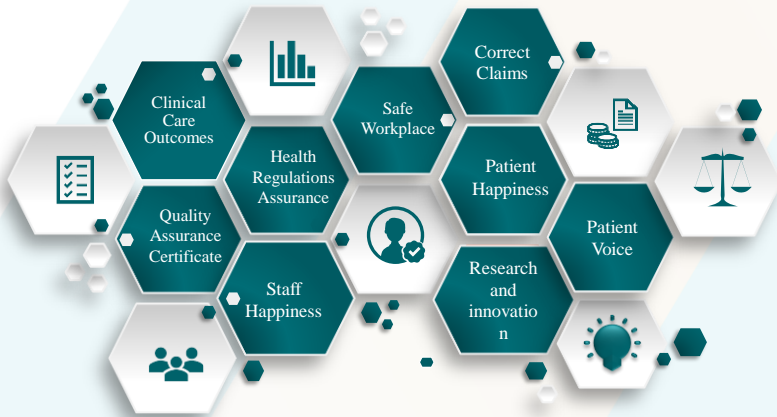 Clinical
Care
Outcomes
Health
Regulations
Assurance
Safe
Workplace
Correct
Claims
Patient
Happiness
Quality
Assurance
Certificate
Staff
Happiness
Patient
Voice
Research
and
innovatio
n